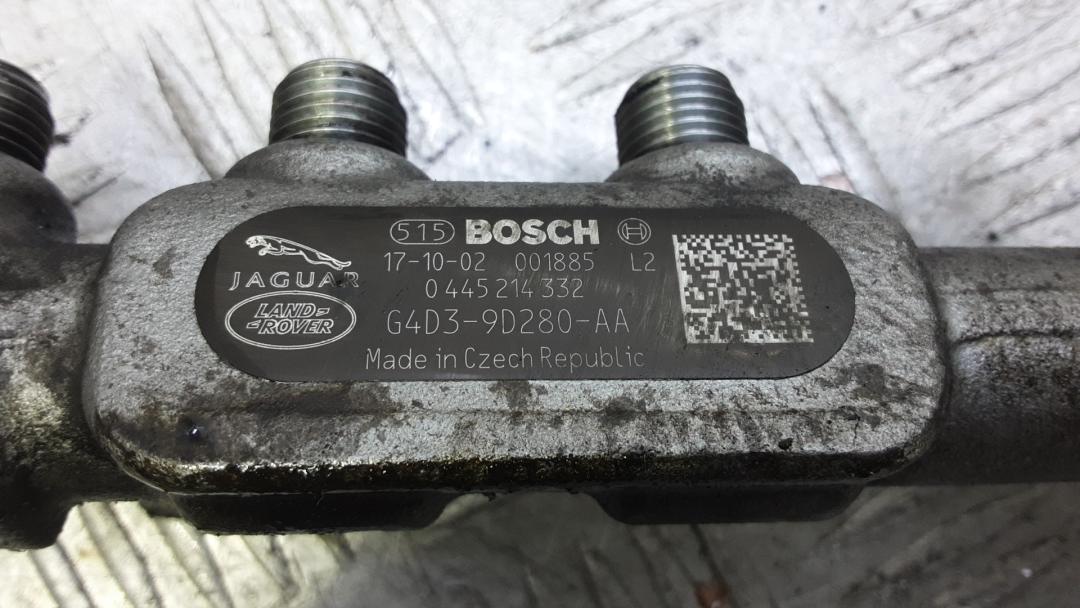 515 BOSCH H
JAGUAR
17-10-02 001885 L2
0 445 214 332
LAND-
-ROVER
G4D3-9D280-AA
Made in Czech Republic